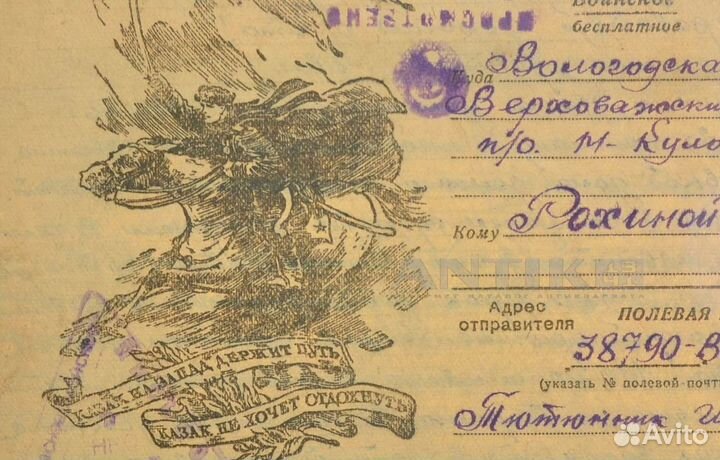 ПРОСМОТРЕНО
Воинское
бесплатное
Куда Вологодска
Верховажски
п/о. М-Куло
Кому Рохиной
ANTIK
Адрес отправителя
ПОЛЕВАЯ
38790-В
(указать № полевой почт
Тютюнник
КАЗАК НА ЗАПАД ДЕРЖИТ ПУТЬ
КАЗАК НЕ ХОЧЕТ ОТДОХНУТЬ
Avito